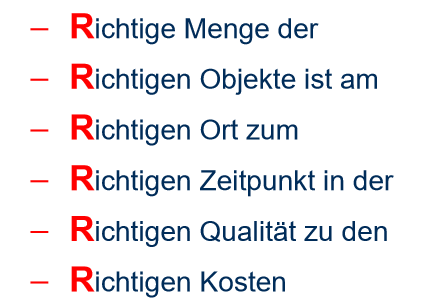 – Richtige Menge der
– Richtigen Objekte ist am
– Richtigen Ort zum
– Richtigen Zeitpunkt in der
– Richtigen Qualität zu den
– Richtigen Kosten